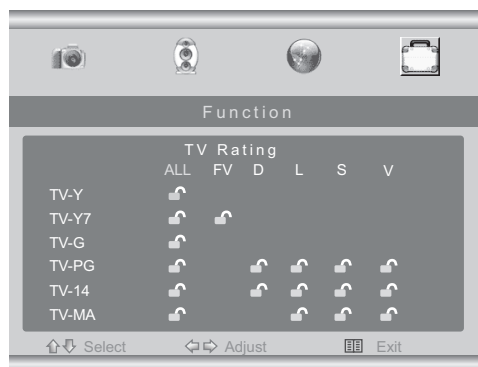 Function
TV Rating
ALL FV D L S V
TV-Y
TV-Y7
TV-G
TV-PG
TV-14
TV-MA
Select Adjust Exit